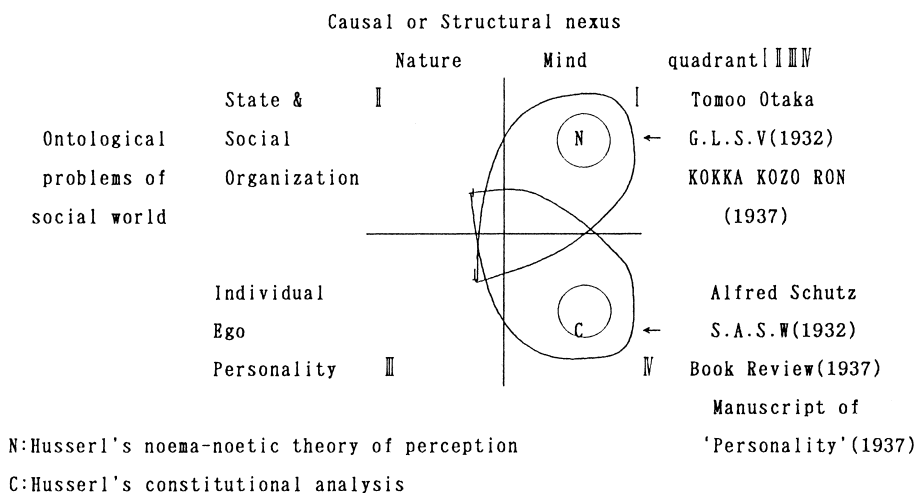 Causal or Structural nexus
Nature Mind quadrant Ⅰ Ⅱ Ⅲ Ⅳ
State & Ⅱ Ⅰ Tomoo Otaka
Ontological Social N ← G.L.S.V(1932)
problems of Organization KOKKA KOZO RON
social world (1937)
Individual Alfred Schutz
Ego C ← S.A.S.W(1932)
Personality Ⅲ Ⅳ Book Review(1937)
Manuscript of
N:Husserl's noema-noetic theory of perception 'Personality'(1937)
C:Husserl's constitutional analysis